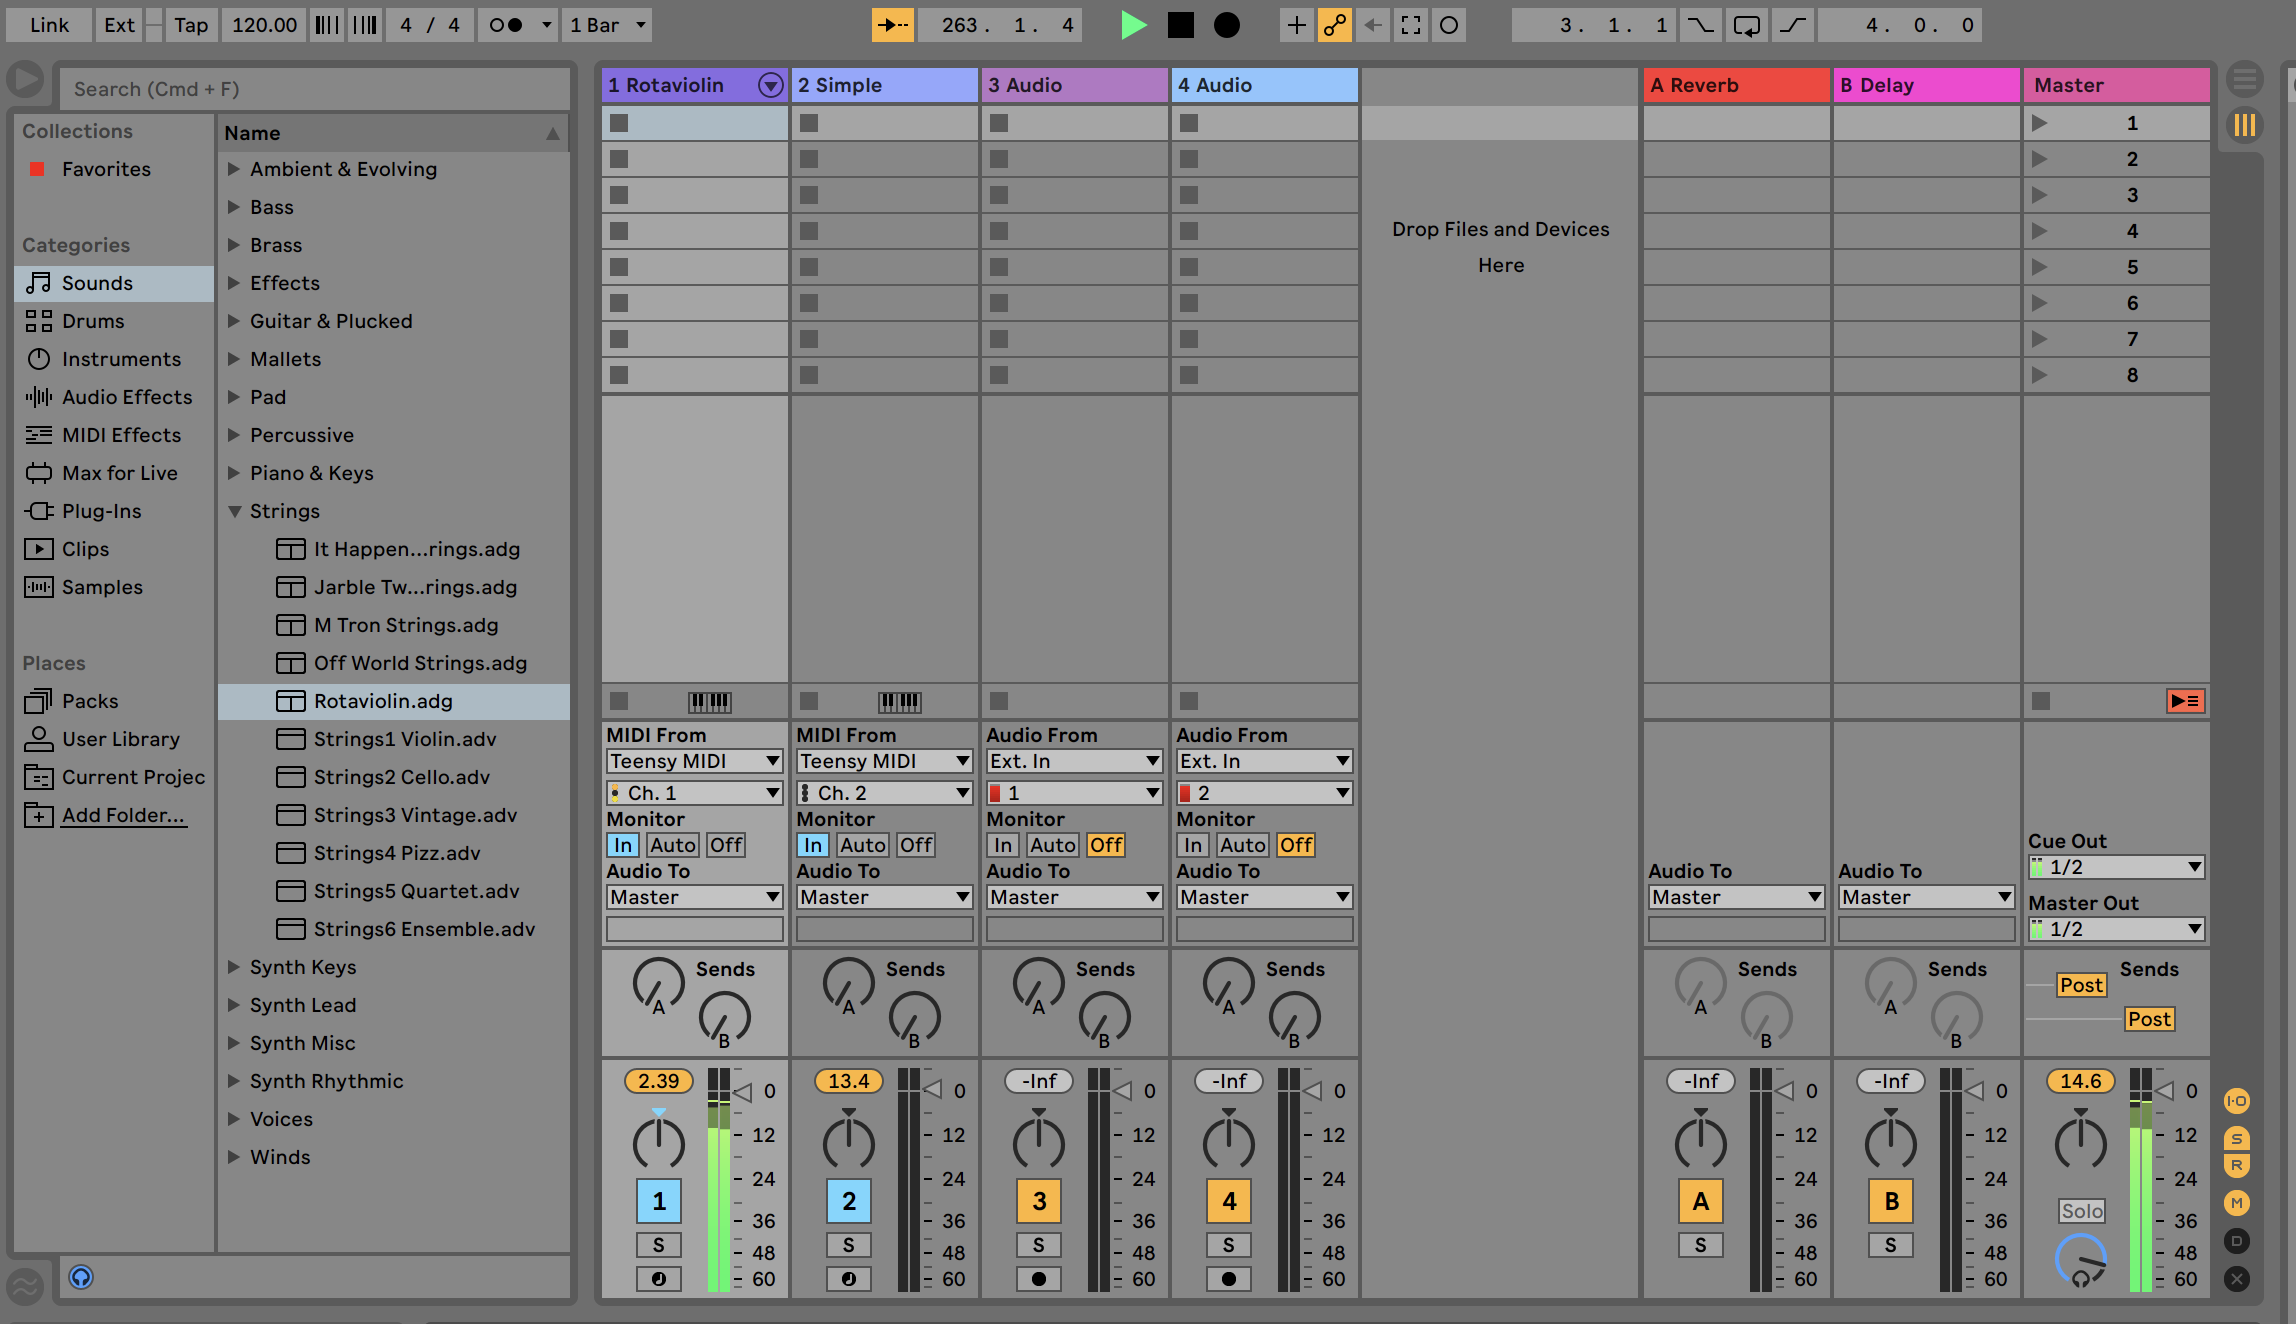 Link Ext Tap 120.00 4 / 4 1 Bar 263. 1. 4 3. 1. 1 4. 0. 0
Search (Cmd + F)
Collections
Favorites
Categories
Sounds
Drums
Instruments
Audio Effects
MIDI Effects
Max for Live
Plug-Ins
Clips
Samples
Places
Packs
User Library
Current Projec
Add Folder...
Name
Ambient & Evolving
Bass
Brass
Effects
Guitar & Plucked
Mallets
Pad
Percussive
Piano & Keys
Strings
It Happen...rings.adg
Jarble Tw...rings.adg
M Tron Strings.adg
Off World Strings.adg
Rotaviolin.adg
Strings1 Violin.adv
Strings2 Cello.adv
Strings3 Vintage.adv
Strings4 Pizz.adv
Strings5 Quartet.adv
Strings6 Ensemble.adv
Synth Keys
Synth Lead
Synth Misc
Synth Rhythmic
Voices
Winds
1 Rotaviolin 2 Simple 3 Audio 4 Audio A Reverb B Delay Master
1
2
3
4
5
6
7
8
Drop Files and Devices
Here
MIDI From MIDI From Audio From Audio From
Teensy MIDI Teensy MIDI Ext. In Ext. In
Ch. 1 Ch. 2 1 2
Monitor Monitor Monitor Monitor
In Auto Off In Auto Off In Auto Off In Auto Off
Cue Out
1/2
Audio To Audio To Audio To Audio To Audio To Audio To
Master Master Master Master Master Master
Master Out
1/2
Sends Sends Sends Sends Sends Sends Sends
A A A A A A Post
B B B B B B Post
2.39 0 13.4 0 -Inf 0 -Inf 0 -Inf 0 -Inf 0 14.6 0
12 12 12 12 12 12 12
24 24 24 24 24 24 24
1 2 3 4 A B
36 36 36 36 36 36 Solo 36
S S S S S S
48 48 48 48 48 48 48
60 60 60 60 60 60 60
I·O
S
R
M
D
X